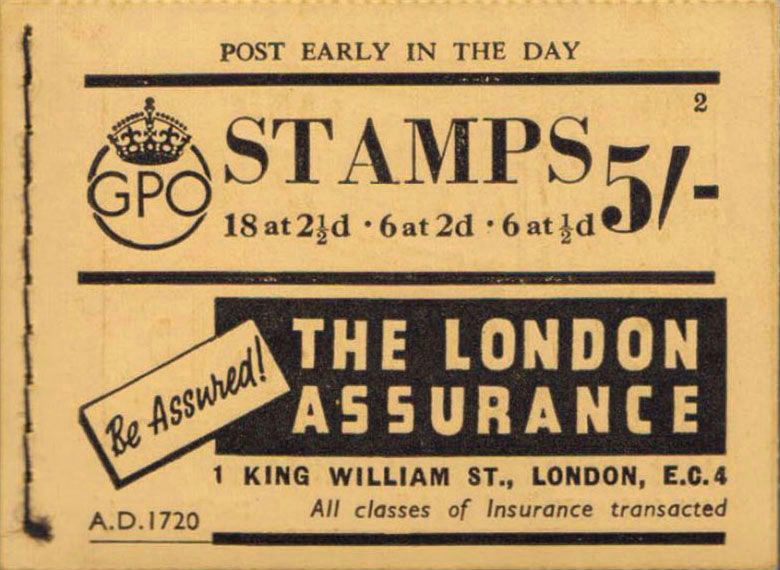 POST EARLY IN THE DAY
2
GPO
STAMPS 5/-
18 at 2½d · 6 at 2d · 6 at ½d
Be Assured!
THE LONDON
ASSURANCE
1 KING WILLIAM ST., LONDON, E.C.4
A.D.1720
All classes of Insurance transacted